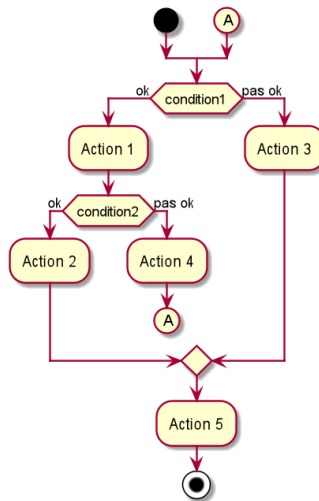 A
ok
condition1
pas ok
Action 1
Action 3
ok
condition2
pas ok
Action 2
Action 4
A
Action 5